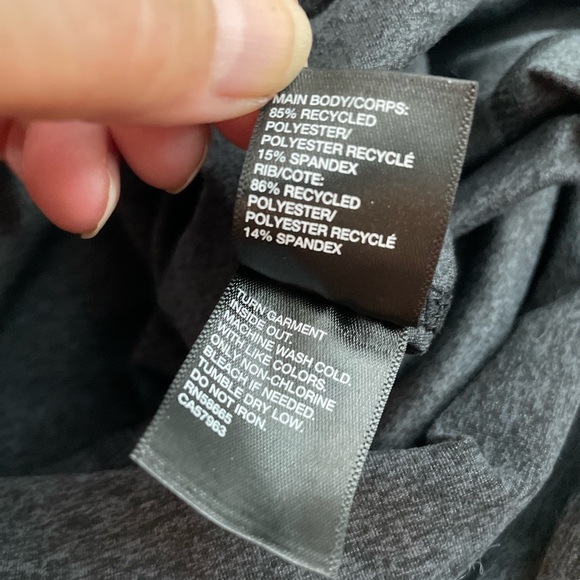 MAIN BODY/CORPS:
85% RECYCLED
POLYESTER/
POLYESTER RECYCLÉ
15% SPANDEX
RIB/COTE:
86% RECYCLED
POLYESTER/
POLYESTER RECYCLÉ
14% SPANDEX
TURN GARMENT
INSIDE OUT.
MACHINE WASH COLD.
WITH LIKE COLORS.
ONLY NON-CHLORINE
BLEACH IF NEEDED.
TUMBLE DRY LOW.
DO NOT IRON.
RN55665
CA57963